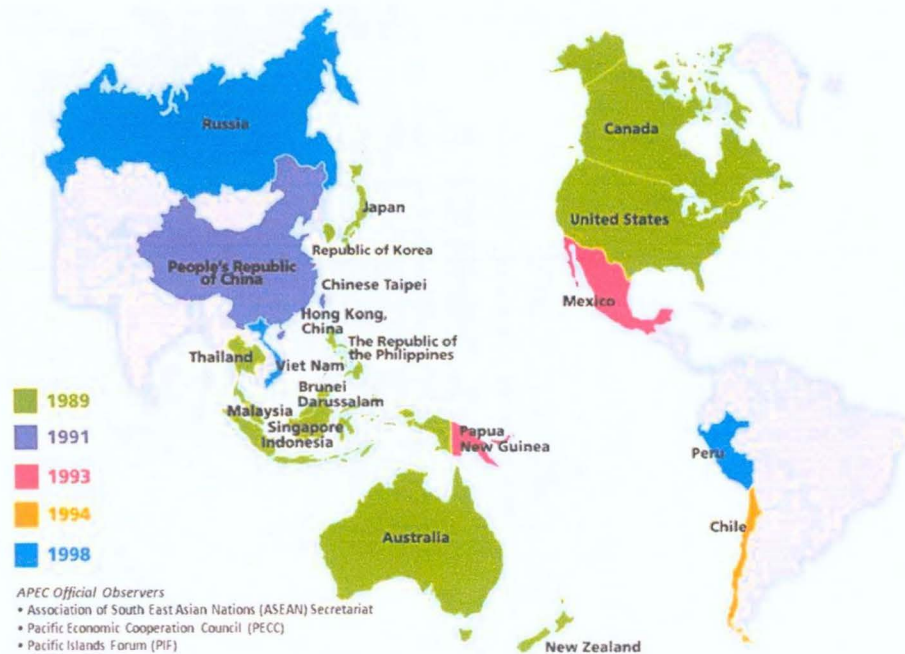 Russia
Canada
Japan
United States
Republic of Korea
People's Republic
of China
Chinese Taipei
Mexico
Hong Kong,
China
The Republic of
the Philippines
Thailand
Viet Nam
Brunei
Darussalam
Malaysia
Singapore
Indonesia
Papua
New Guinea
Peru
Chile
Australia
New Zealand
1989
1991
1993
1994
1998
APEC Official Observers
• Association of South East Asian Nations (ASEAN) Secretariat
• Pacific Economic Cooperation Council (PECC)
• Pacific Islands Forum (PIF)